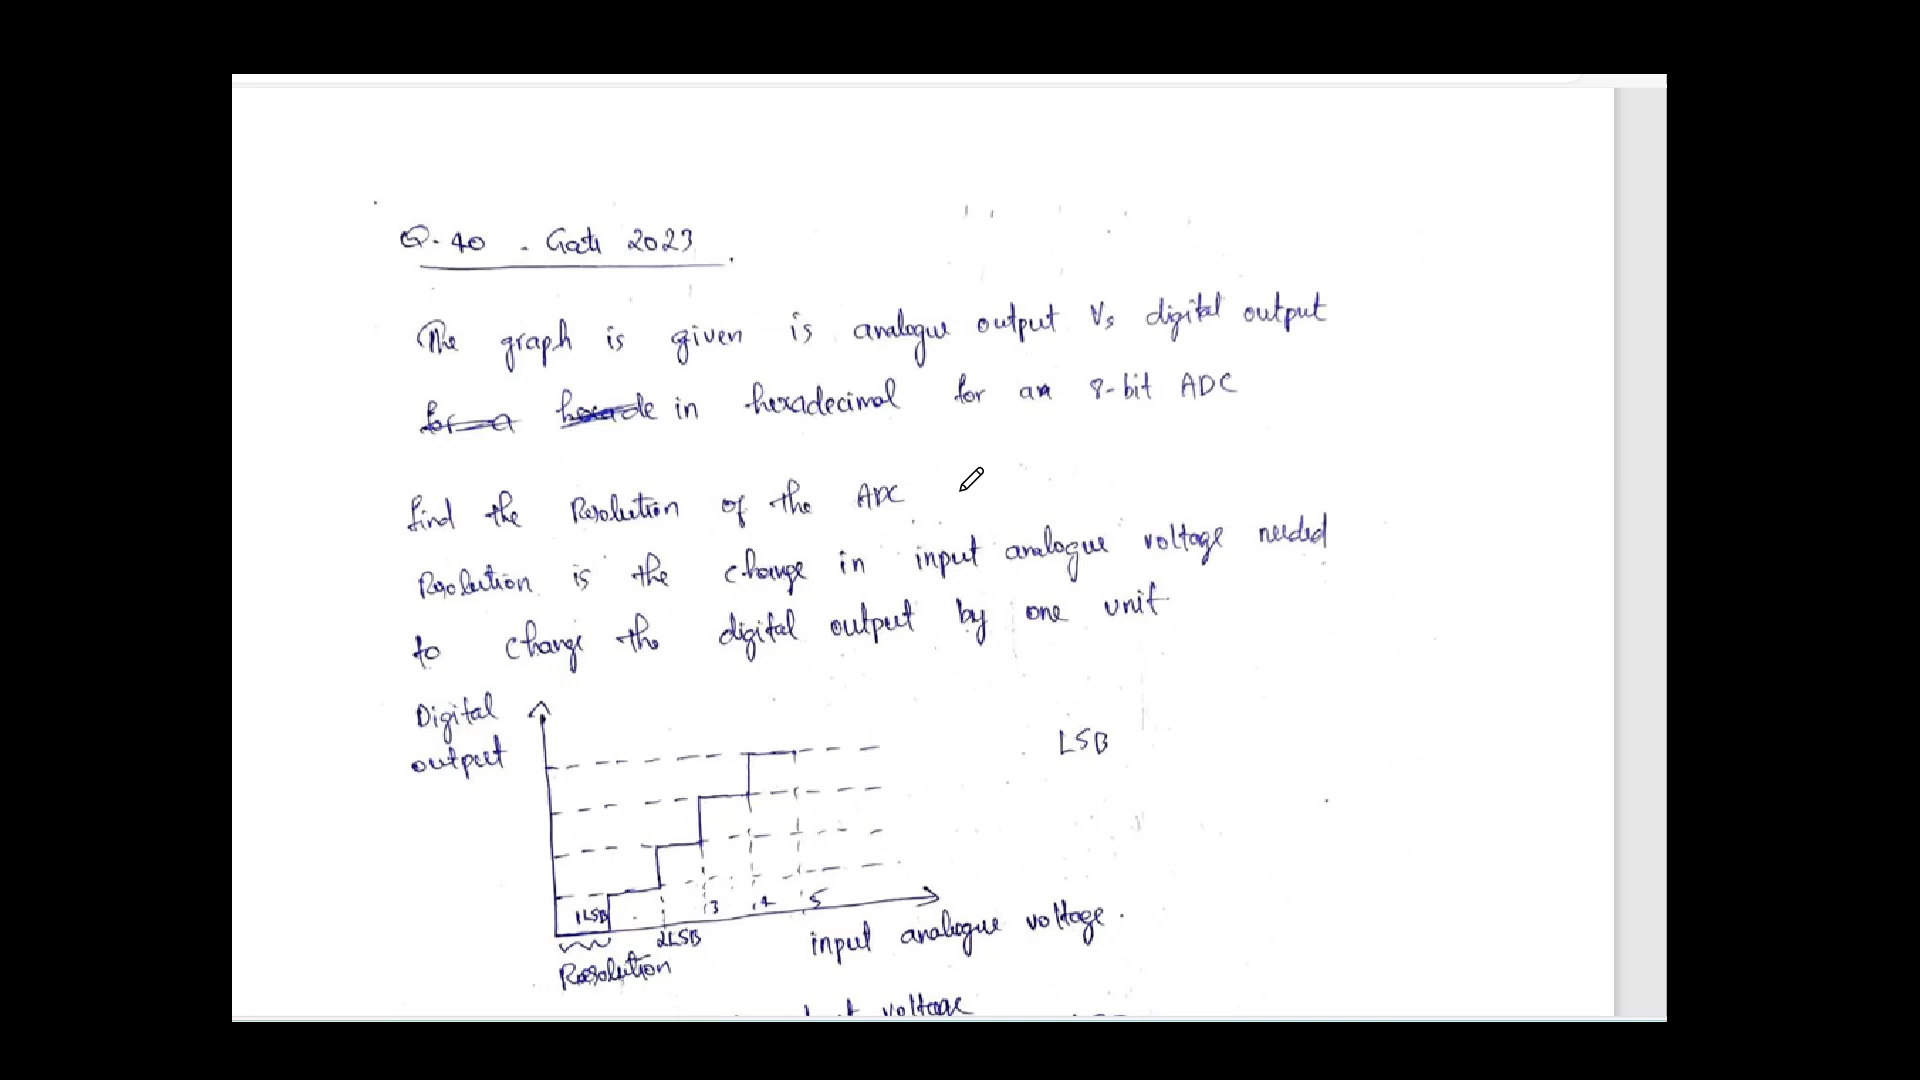 Q. 40 . Gate 2023
The graph is given is analogue output Vs digital output
in hexadecimal for an 8-bit ADC
find the Resolution of the ADC
Resolution is the change in input analogue voltage needed
to change the digital output by one unit
Digital
output
LSB
1LSB
2LSB
3
4
5
Resolution
input analogue voltage.
voltage